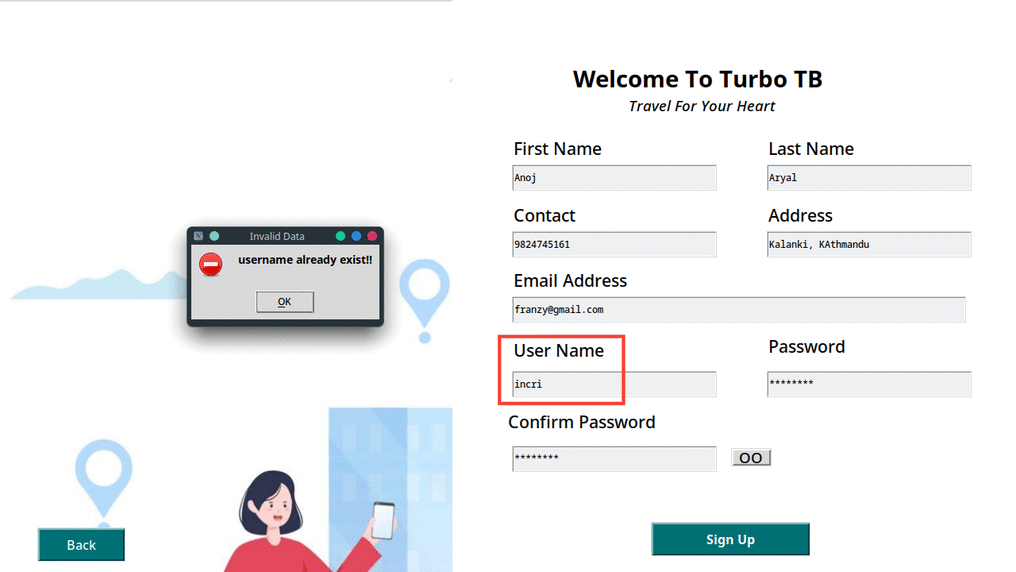 Invalid Data
username already exist!!
OK
Back
Welcome To Turbo TB
Travel For Your Heart
First Name
Last Name
Anoj
Aryal
Contact
Address
9824745161
Kalanki, KAthmandu
Email Address
franzy@gmail.com
User Name
Password
incri
********
Confirm Password
********
OO
Sign Up